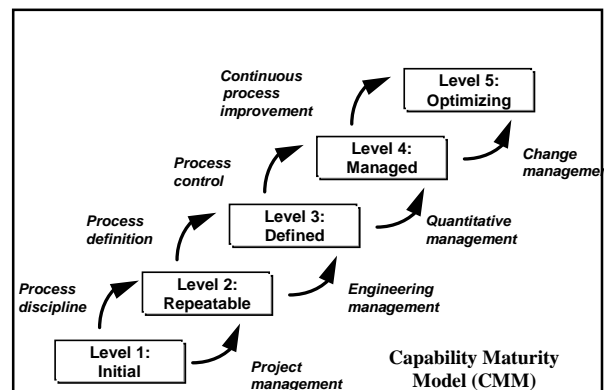 Continuous
process
improvement
Level 5:
Optimizing
Process
control
Level 4:
Managed
Change
managemen
Process
definition
Level 3:
Defined
Quantitative
management
Process
discipline
Level 2:
Repeatable
Engineering
management
Level 1:
Initial
Project
management
Capability Maturity
Model (CMM)